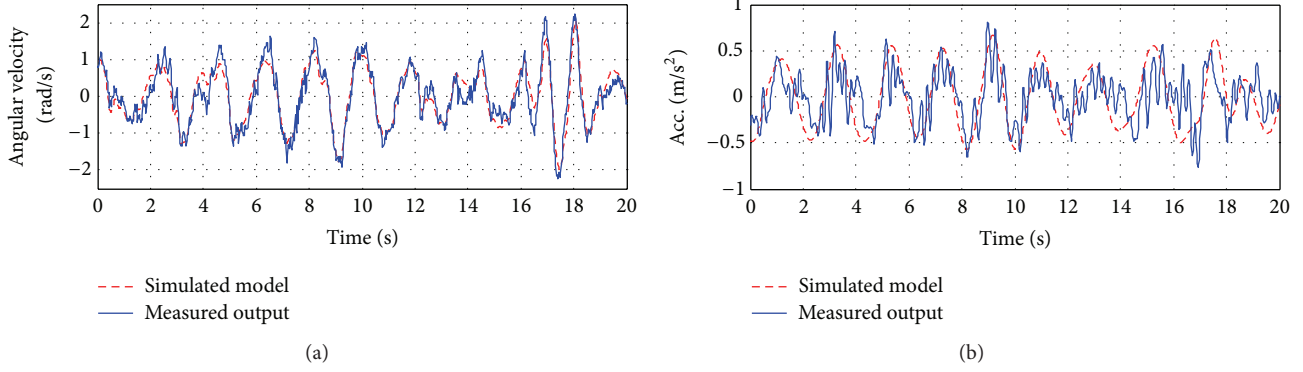 Angular velocity
(rad/s)
2
1
0
−1
−2
0 2 4 6 8 10 12 14 16 18 20
Time (s)
Simulated model
Measured output
(a)
Acc. (m/s²)
1
0.5
0
−0.5
−1
0 2 4 6 8 10 12 14 16 18 20
Time (s)
Simulated model
Measured output
(b)